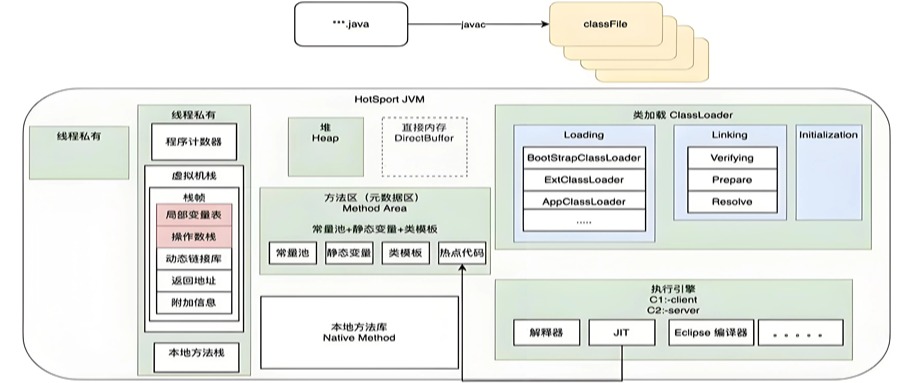 ….java
javac
classFile
HotSport JVM
线程私有
线程私有
程序计数器
虚拟机栈
栈帧
局部变量表
操作数栈
动态链接库
返回地址
附加信息
本地方法栈
堆
Heap
直接内存
DirectBuffer
方法区（元数据区）
Method Area
常量池+静态变量+类模板
常量池
静态变量
类模板
热点代码
本地方法库
Native Method
类加载 ClassLoader
Loading
BootStrapClassLoader
ExtClassLoader
AppClassLoader
.....
Linking
Verifying
Prepare
Resolve
Initialization
执行引擎
C1:-client
C2:-server
解释器
JIT
Eclipse 编译器
。。。。。